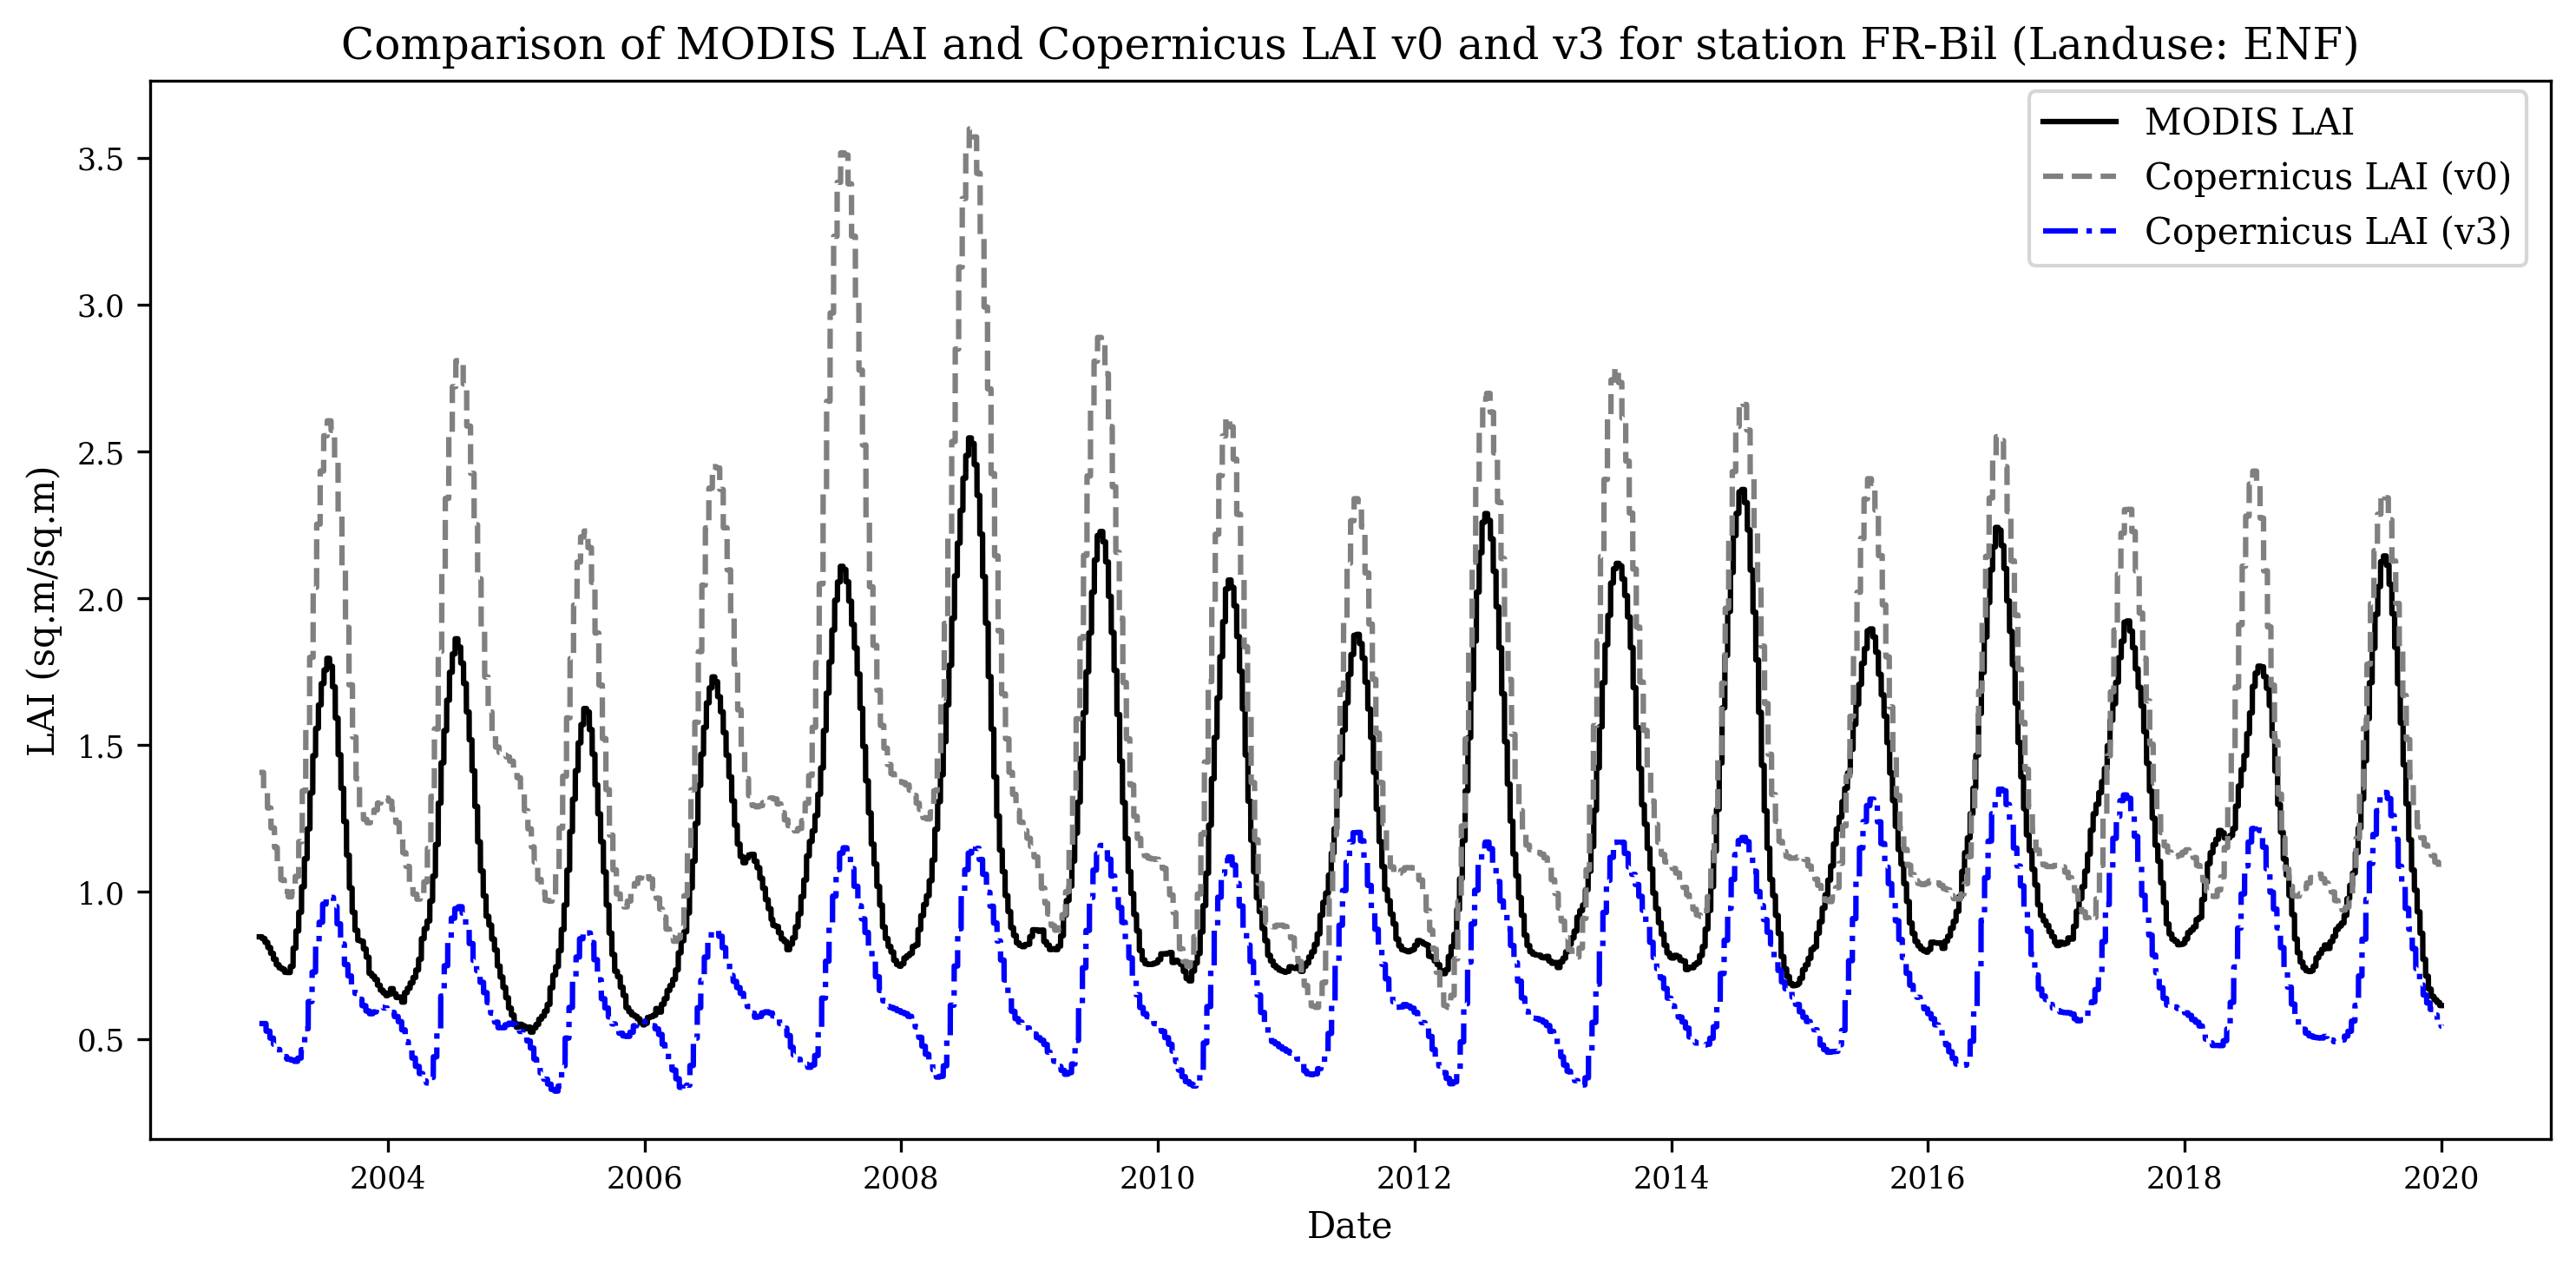 Comparison of MODIS LAI and Copernicus LAI v0 and v3 for station FR-Bil (Landuse: ENF)
MODIS LAI
Copernicus LAI (v0)
Copernicus LAI (v3)
LAI (sq.m/sq.m)
3.5
3.0
2.5
2.0
1.5
1.0
0.5
2004 2006 2008 2010 2012 2014 2016 2018 2020
Date